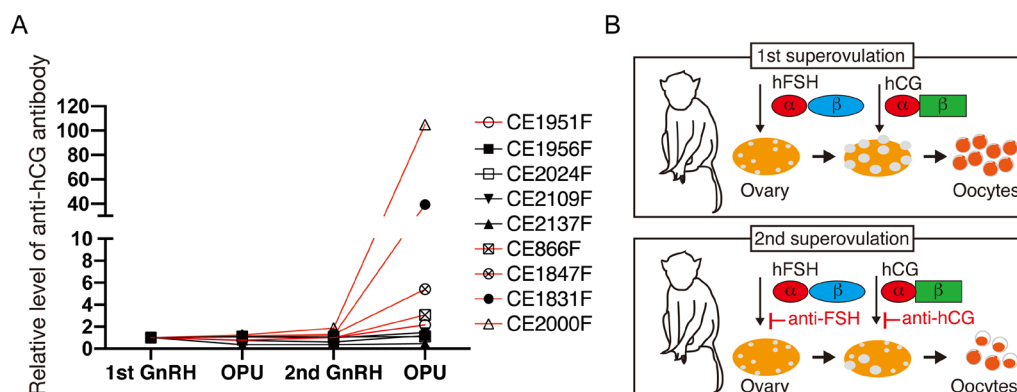 A
Relative level of anti-hCG antibody
120
100
80
60
40
10
8
6
4
2
0
1st GnRH OPU 2nd GnRH OPU
CE1951F
CE1956F
CE2024F
CE2109F
CE2137F
CE866F
CE1847F
CE1831F
CE2000F
B
1st superovulation
hFSH hCG
α β α β
Ovary Oocytes
2nd superovulation
hFSH hCG
α β α β
anti-FSH anti-hCG
Ovary Oocytes